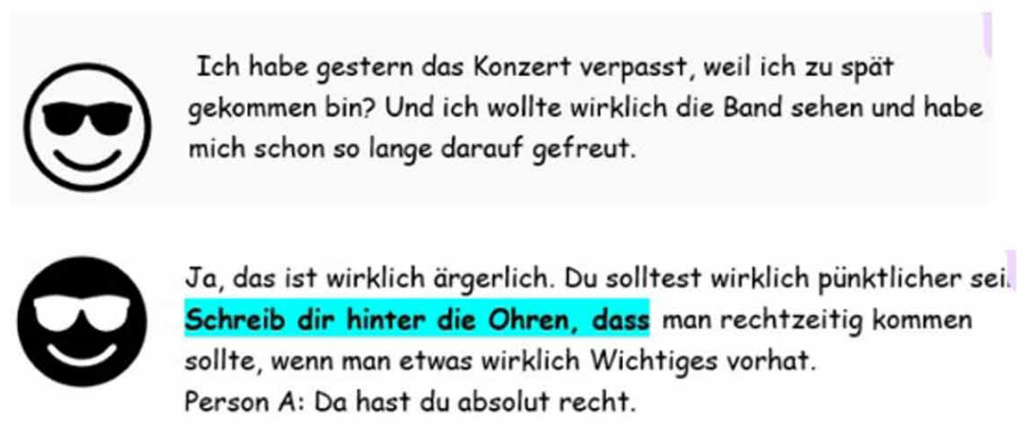 Ich habe gestern das Konzert verpasst, weil ich zu spät
gekommen bin? Und ich wollte wirklich die Band sehen und habe
mich schon so lange darauf gefreut.
Ja, das ist wirklich ärgerlich. Du solltest wirklich pünktlicher sei
Schreib dir hinter die Ohren, dass man rechtzeitig kommen
sollte, wenn man etwas wirklich Wichtiges vorhat.
Person A: Da hast du absolut recht.